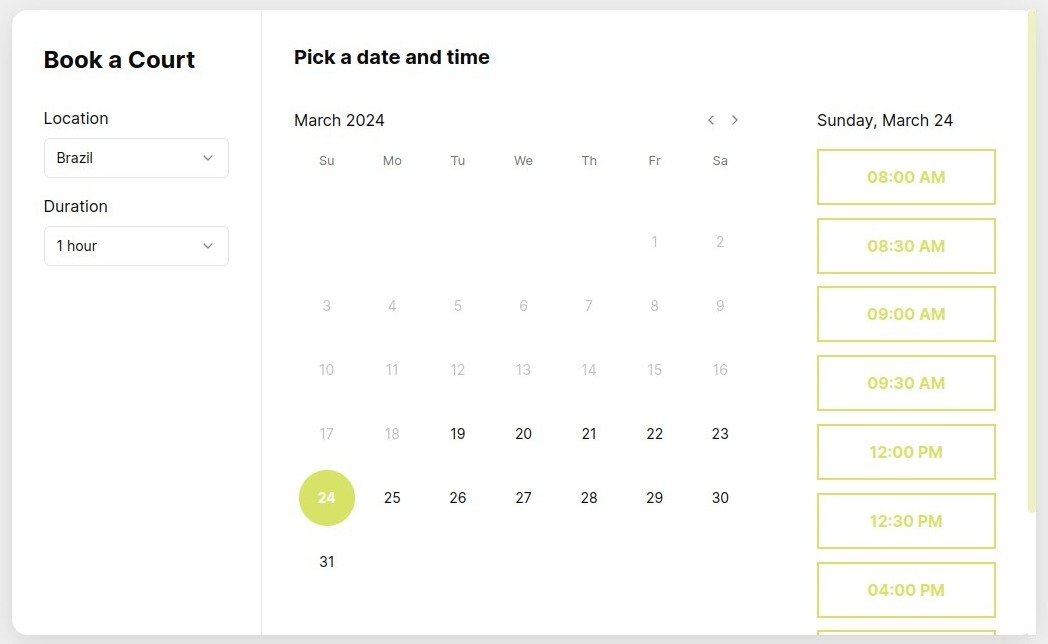 Book a Court
Location
Brazil
Duration
1 hour
Pick a date and time
March 2024
Su Mo Tu We Th Fr Sa
1 2
3 4 5 6 7 8 9
10 11 12 13 14 15 16
17 18 19 20 21 22 23
24 25 26 27 28 29 30
31
Sunday, March 24
08:00 AM
08:30 AM
09:00 AM
09:30 AM
12:00 PM
12:30 PM
04:00 PM